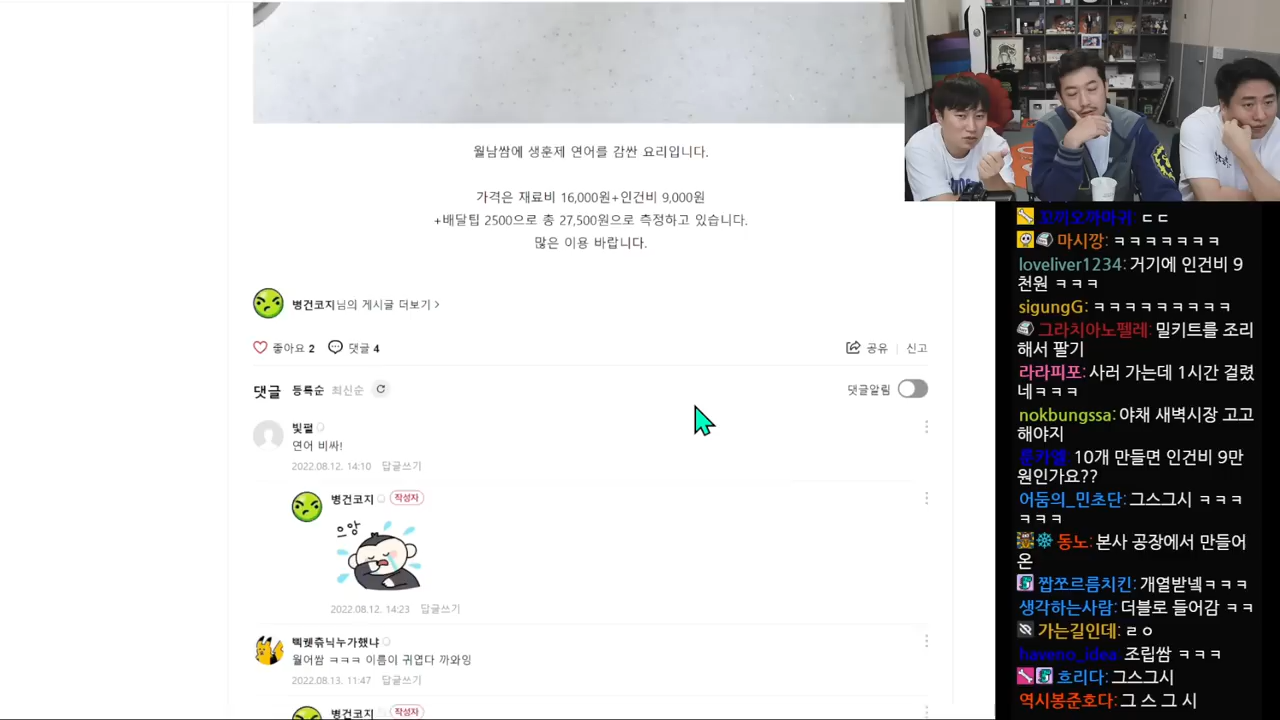 월남쌈에 생훈제 연어를 감싼 요리입니다.
가격은 재료비 16,000원+인건비 9,000원
+배달팁 2500으로 총 27,500원으로 측정하고 있습니다.
많은 이용 바랍니다.
병건코지님의 게시글 더보기 >
좋아요 2 댓글 4
공유 | 신고
댓글 등록순 최신순
댓글알림
빛펄
연어 비싸!
2022.08.12. 14:10 답글쓰기
병건코지 작성자
으앙
2022.08.12. 14:23 답글쓰기
삑궷쥮닉누가했냐
월어쌈 ㅋㅋㅋ 이름이 귀엽다 까와잉
2022.08.13. 11:47 답글쓰기
병건코지 작성자
꼬끼오까마귀 ㄷㄷ
마시깡: ㅋㅋㅋㅋㅋㅋㅋ
loveliver1234: 거기에 인건비 9
천원 ㅋㅋㅋ
sigungG: ㅋㅋㅋㅋㅋㅋㅋㅋㅋ
그라치아노펠레: 밀키트를 조리
해서 팔기
라라피포: 사러 가는데 1시간 걸렸
네ㅋㅋㅋ
nokbungssa: 야채 새벽시장 고고
해야지
룬카엘: 10개 만들면 인건비 9만
원인가요??
어둠의_민초단: 그스그시 ㅋㅋㅋ
ㅋㅋㅋ
동노: 본사 공장에서 만들어
온
짭쪼르름치킨: 개열받넼ㅋㅋㅋ
생각하는사람: 더블로 들어감 ㅋㅋ
가는길인데: ㄹㅇ
haveno_idea: 조립쌈 ㅋㅋㅋ
흐리다: 그스그시
역시봉준호다: 그 스 그 시